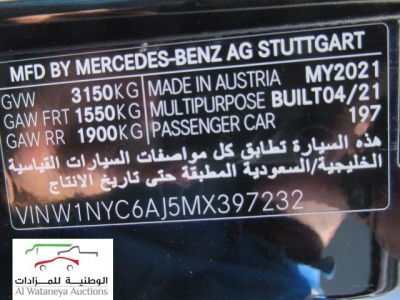 MFD BY MERCEDES-BENZ AG STUTTGART
GVW 3150KG MADE IN AUSTRIA MY2021
GAW FRT 1550KG MULTIPURPOSE BUILT04/21
GAW RR 1900KG PASSENGER CAR 197
هذه السيارة تطابق كل مواصفات السيارات القياسية
الخليجية/السعودية المطبقة حتى تاريخ الانتاج
VINW1NYC6AJ5MX397232
الوطنية للمزادات
Al Wataneya Auctions